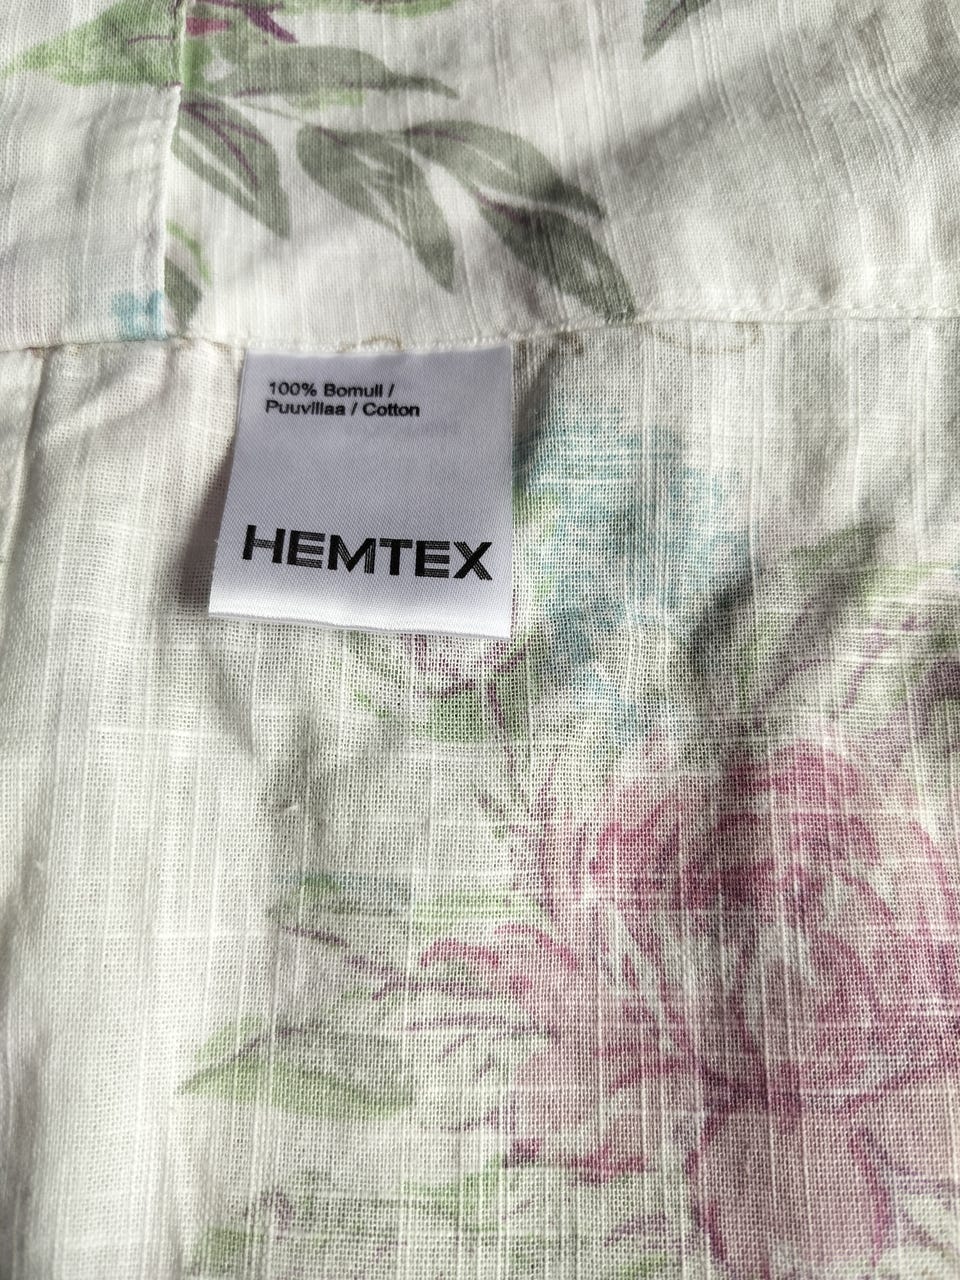 100% Bomull /
Puuvillaa / Cotton
HEMTEX